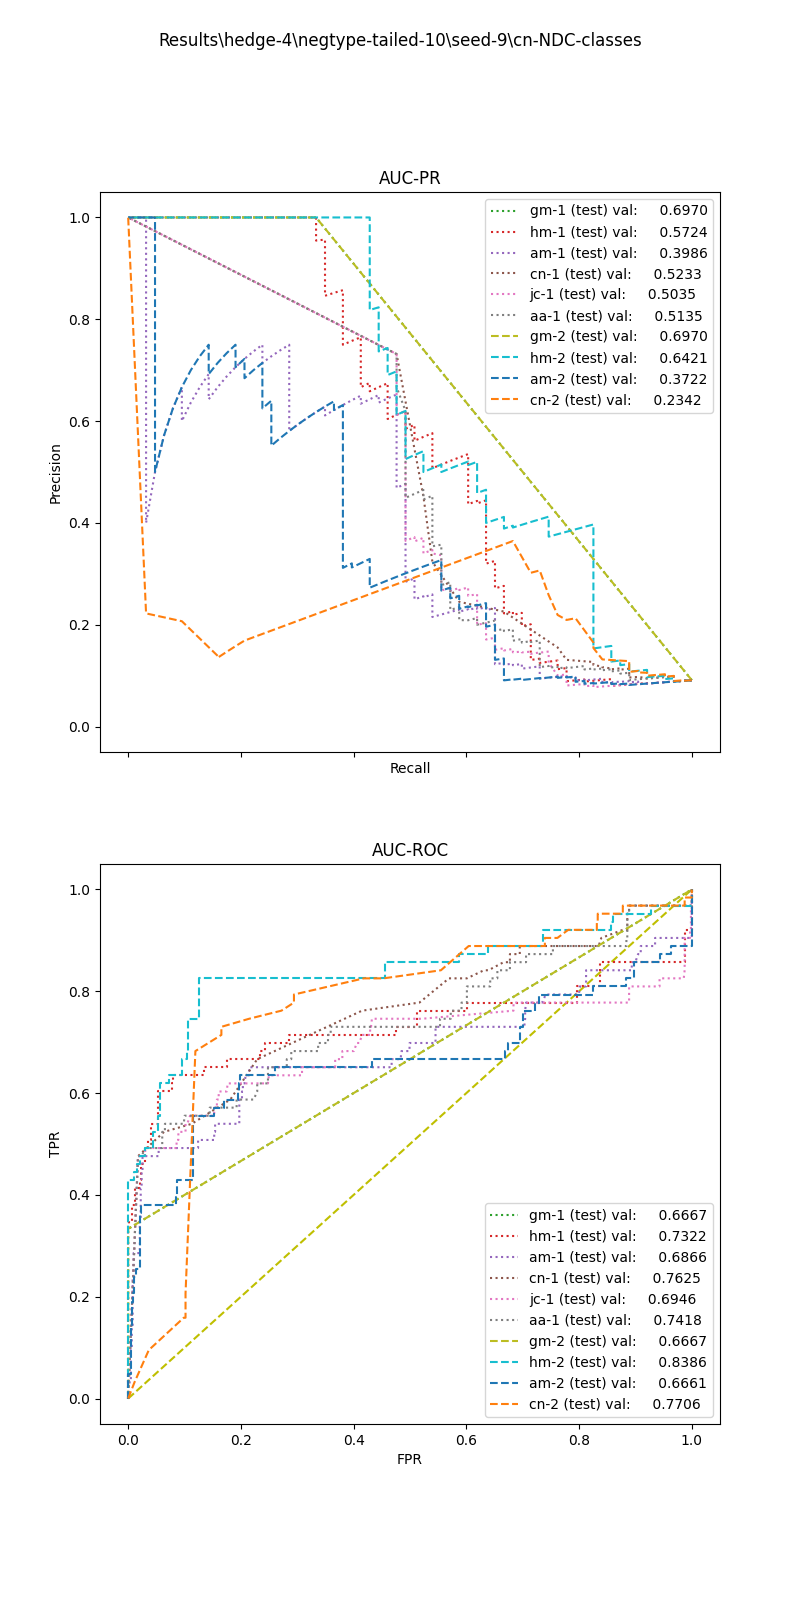 Results\hedge-4\negtype-tailed-10\seed-9\cn-NDC-classes
AUC-PR
1.0
0.8
0.6
0.4
0.2
0.0
Precision
Recall
gm-1 (test) val: 0.6970
hm-1 (test) val: 0.5724
am-1 (test) val: 0.3986
cn-1 (test) val: 0.5233
jc-1 (test) val: 0.5035
aa-1 (test) val: 0.5135
gm-2 (test) val: 0.6970
hm-2 (test) val: 0.6421
am-2 (test) val: 0.3722
cn-2 (test) val: 0.2342
AUC-ROC
1.0
0.8
0.6
0.4
0.2
0.0
TPR
gm-1 (test) val: 0.6667
hm-1 (test) val: 0.7322
am-1 (test) val: 0.6866
cn-1 (test) val: 0.7625
jc-1 (test) val: 0.6946
aa-1 (test) val: 0.7418
gm-2 (test) val: 0.6667
hm-2 (test) val: 0.8386
am-2 (test) val: 0.6661
cn-2 (test) val: 0.7706
0.0 0.2 0.4 0.6 0.8 1.0
FPR